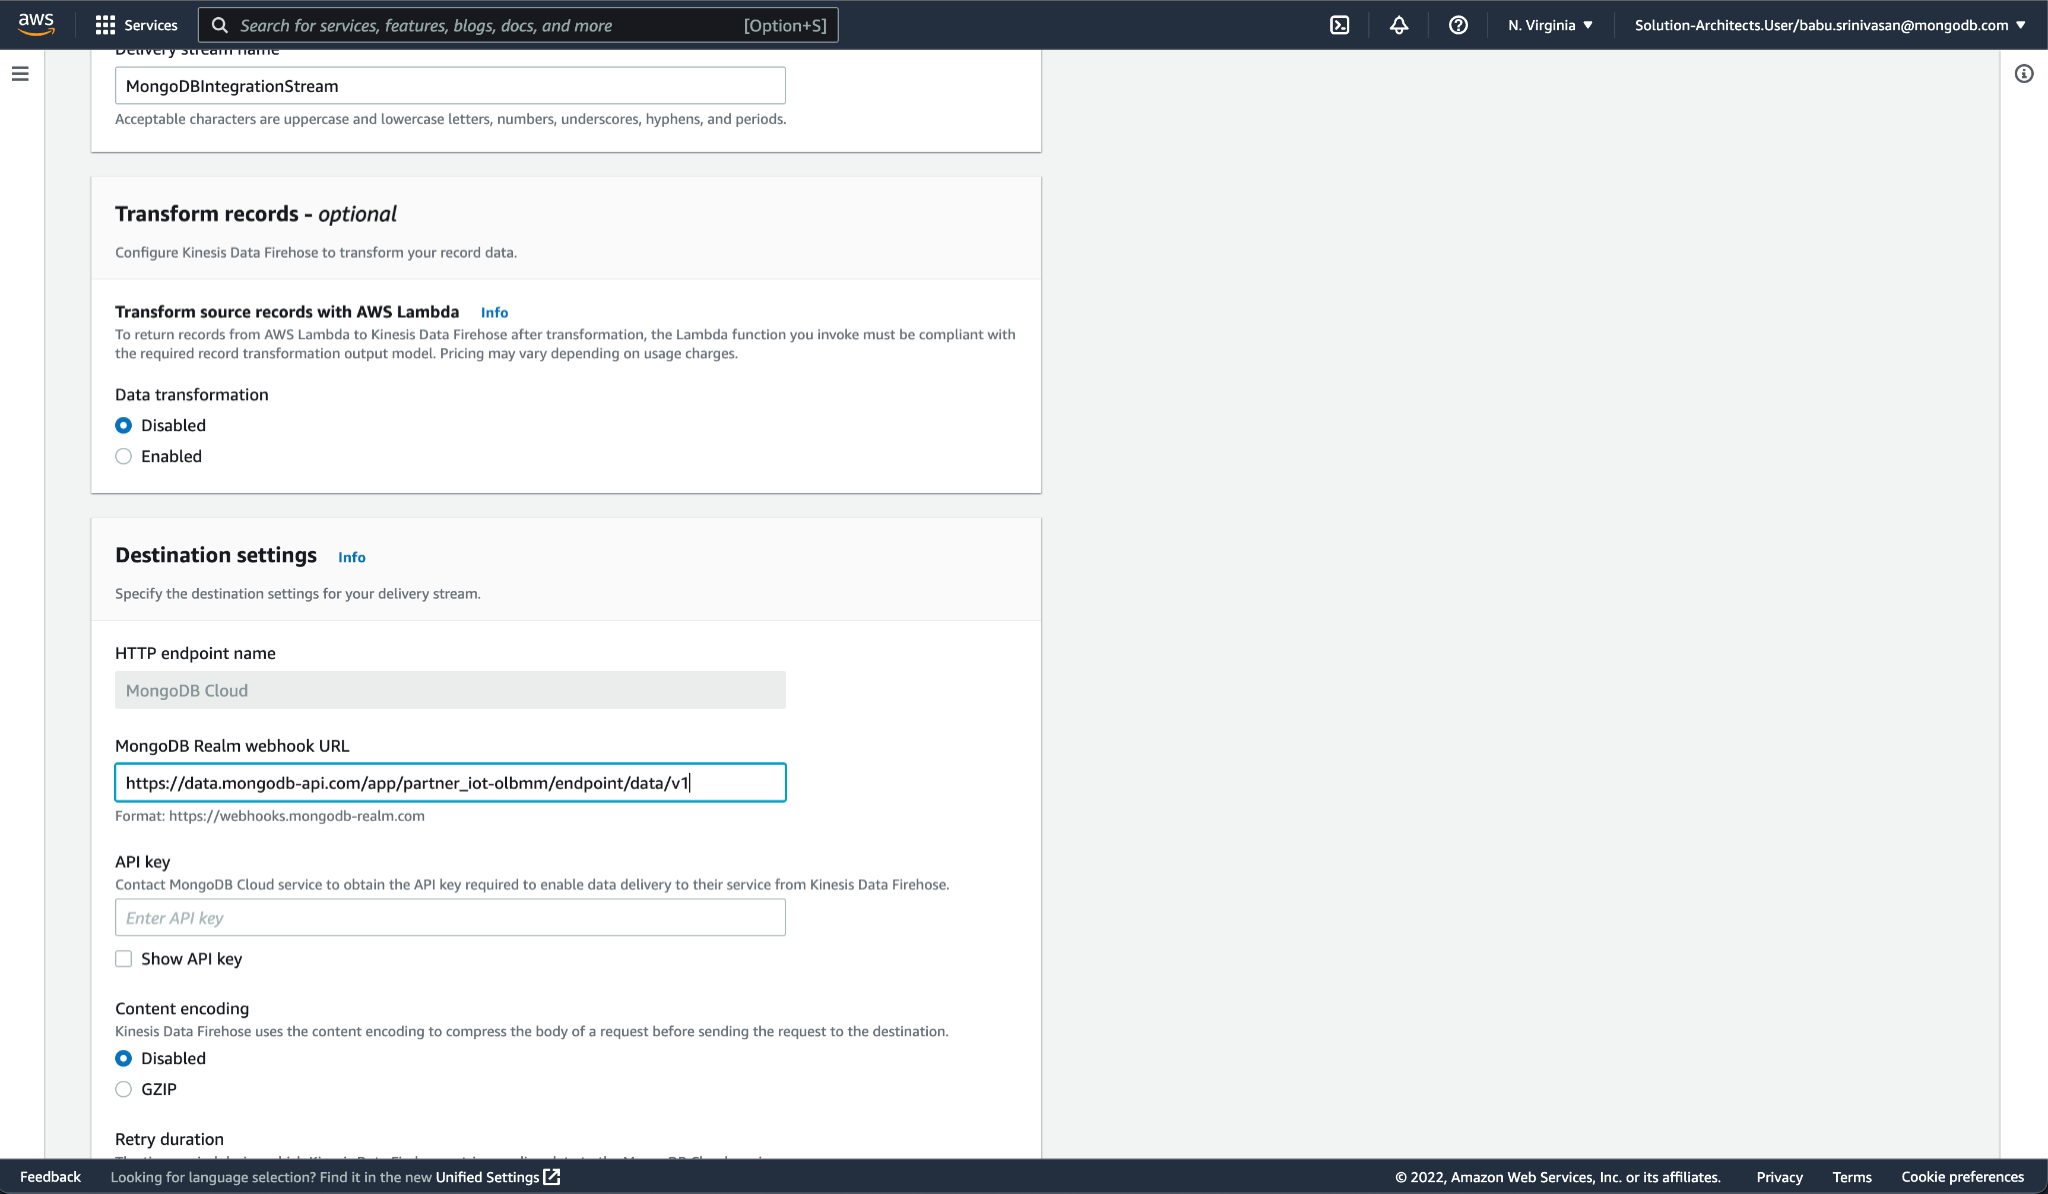 aws
Services
Search for services, features, blogs, docs, and more
[Option+S]
N. Virginia
Solution-Architects.User/babu.srinivasan@mongodb.com
Delivery stream name
MongoDBIntegrationStream
Acceptable characters are uppercase and lowercase letters, numbers, underscores, hyphens, and periods.
Transform records - optional
Configure Kinesis Data Firehose to transform your record data.
Transform source records with AWS Lambda Info
To return records from AWS Lambda to Kinesis Data Firehose after transformation, the Lambda function you invoke must be compliant with
the required record transformation output model. Pricing may vary depending on usage charges.
Data transformation
Disabled
Enabled
Destination settings Info
Specify the destination settings for your delivery stream.
HTTP endpoint name
MongoDB Cloud
MongoDB Realm webhook URL
https://data.mongodb-api.com/app/partner_iot-olbmm/endpoint/data/v1
Format: https://webhooks.mongodb-realm.com
API key
Contact MongoDB Cloud service to obtain the API key required to enable data delivery to their service from Kinesis Data Firehose.
Enter API key
Show API key
Content encoding
Kinesis Data Firehose uses the content encoding to compress the body of a request before sending the request to the destination.
Disabled
GZIP
Retry duration
Feedback
Looking for language selection? Find it in the new Unified Settings
© 2022, Amazon Web Services, Inc. or its affiliates.
Privacy
Terms
Cookie preferences